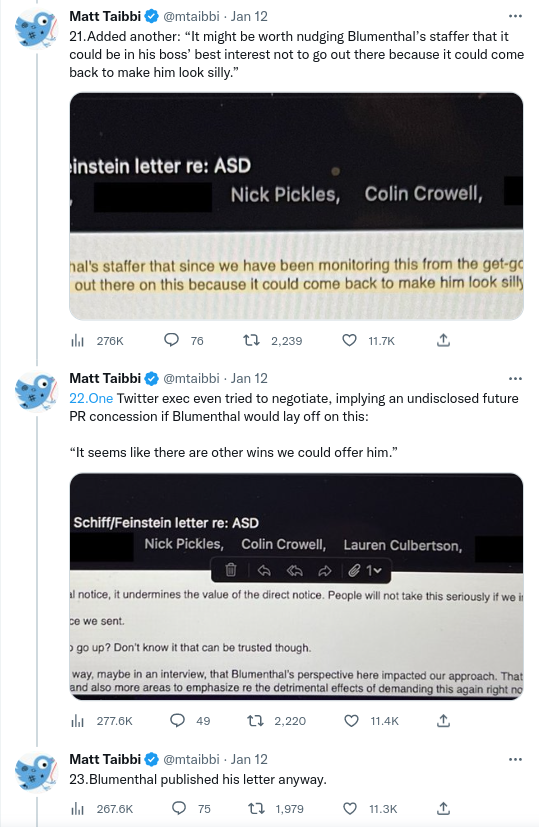 Matt Taibbi @mtaibbi · Jan 12 ...
21.Added another: “It might be worth nudging Blumenthal’s staffer that it
could be in his boss’ best interest not to go out there because it could come
back to make him look silly.”
einstein letter re: ASD
Nick Pickles, Colin Crowell,
nal's staffer that since we have been monitoring this from the get-go
out there on this because it could come back to make him look silly
276K 76 2,239 11.7K
Matt Taibbi @mtaibbi · Jan 12 ...
22.One Twitter exec even tried to negotiate, implying an undisclosed future
PR concession if Blumenthal would lay off on this:
“It seems like there are other wins we could offer him.”
Schiff/Feinstein letter re: ASD
Nick Pickles, Colin Crowell, Lauren Culbertson,
1
al notice, it undermines the value of the direct notice. People will not take this seriously if we
ce we sent.
go up? Don't know it that can be trusted though.
way, maybe in an interview, that Blumenthal's perspective here impacted our approach. That
and also more areas to emphasize re the detrimental effects of demanding this again right no
277.6K 49 2,220 11.4K
Matt Taibbi @mtaibbi · Jan 12 ...
23.Blumenthal published his letter anyway.
267.6K 75 1,979 11.3K